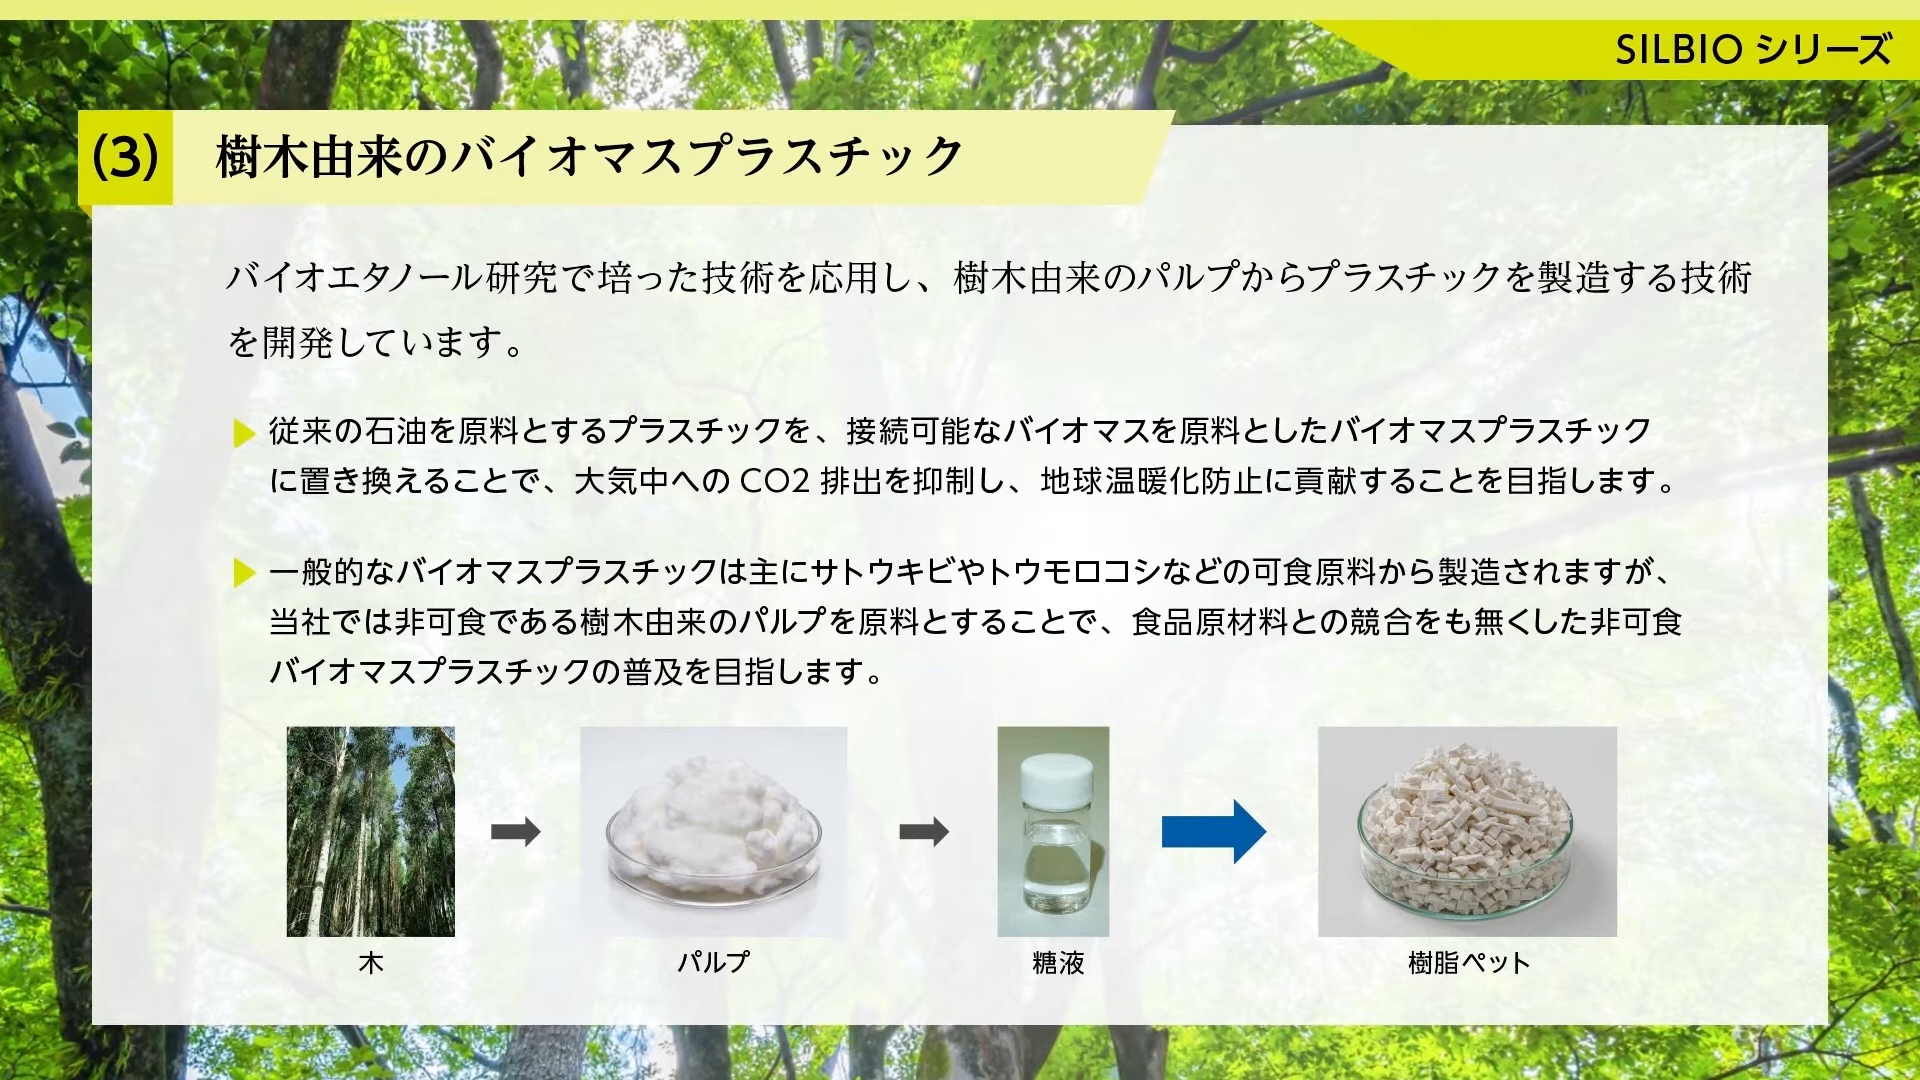 SILBIO シリーズ
(3) 樹木由来のバイオマスプラスチック
バイオエタノール研究で培った技術を応用し、樹木由来のパルプからプラスチックを製造する技術
を開発しています。
従来の石油を原料とするプラスチックを、接続可能なバイオマスを原料としたバイオマスプラスチック
に置き換えることで、大気中への CO2 排出を抑制し、地球温暖化防止に貢献することを目指します。
一般的なバイオマスプラスチックは主にサトウキビやトウモロコシなどの可食原料から製造されますが、
当社では非可食である樹木由来のパルプを原料とすることで、食品原材料との競合をも無くした非可食
バイオマスプラスチックの普及を目指します。
木
パルプ
糖液
樹脂ペット